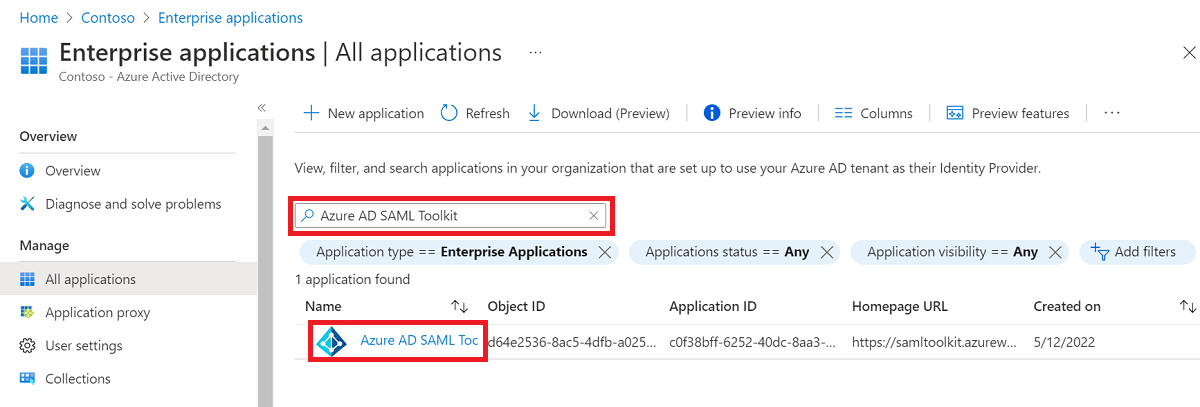 Home > Contoso > Enterprise applications
Enterprise applications | All applications ...
Contoso - Azure Active Directory
«
Overview
Overview
Diagnose and solve problems
Manage
All applications
Application proxy
User settings
Collections
New application Refresh Download (Preview) Preview info Columns Preview features ...
View, filter, and search applications in your organization that are set up to use your Azure AD tenant as their Identity Provider.
Azure AD SAML Toolkit
Application type == Enterprise Applications Applications status == Any Application visibility == Any Add filters
1 application found
Name Object ID Application ID Homepage URL Created on
Azure AD SAML Toc d64e2536-8ac5-4dfb-a025... c0f38bff-6252-40dc-8aa3-... https://samltoolkit.azurew... 5/12/2022